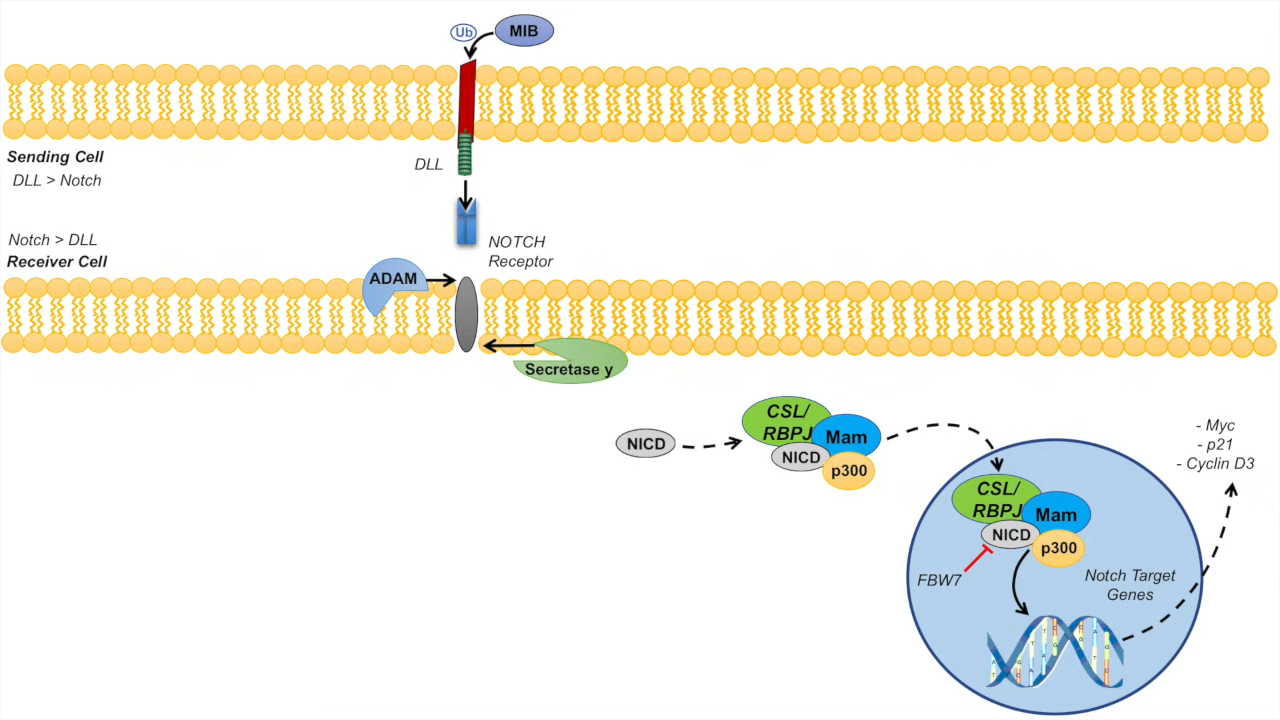 Ub
MIB
Sending Cell
DLL > Notch
DLL
Notch > DLL
Receiver Cell
NOTCH
Receptor
ADAM
Secretase y
NICD
CSL/
RBPJ
Mam
NICD
p300
- Myc
- p21
- Cyclin D3
CSL/
RBPJ
Mam
NICD
p300
FBW7
Notch Target
Genes